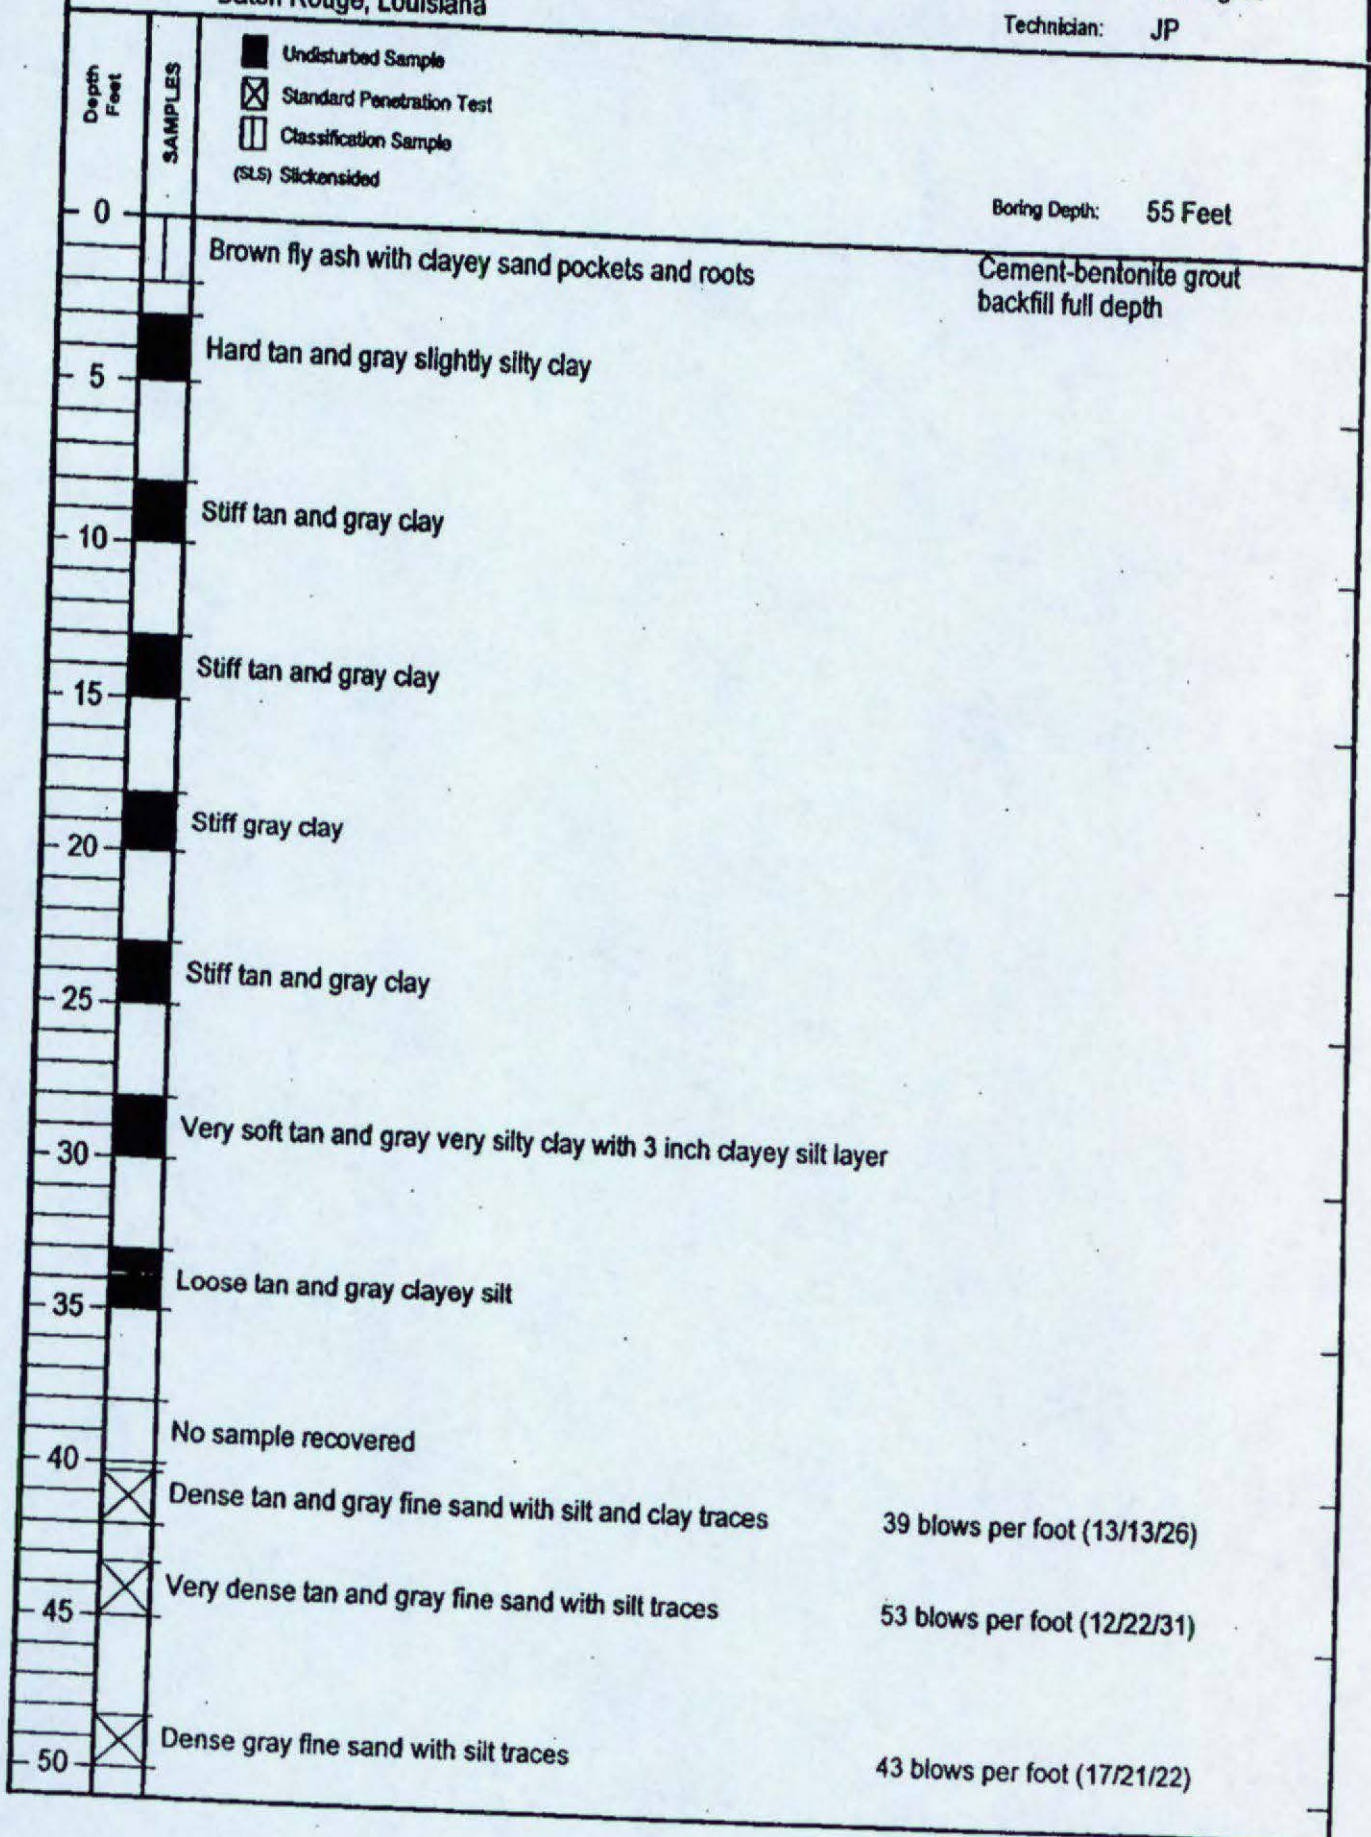 Baton Rouge, Louisiana
Technician: JP
Depth
Feet
SAMPLES
Undisturbed Sample
Standard Penetration Test
Classification Sample
(SLS) Slickensided
Boring Depth: 55 Feet
0
Brown fly ash with clayey sand pockets and roots
Cement-bentonite grout
backfill full depth
Hard tan and gray slightly silty clay
5
Stiff tan and gray clay
10
Stiff tan and gray clay
15
Stiff gray clay
20
Stiff tan and gray clay
25
Very soft tan and gray very silty clay with 3 inch clayey silt layer
30
Loose tan and gray clayey silt
35
No sample recovered
40
Dense tan and gray fine sand with silt and clay traces 39 blows per foot (13/13/26)
Very dense tan and gray fine sand with silt traces 53 blows per foot (12/22/31)
45
Dense gray fine sand with silt traces 43 blows per foot (17/21/22)
50